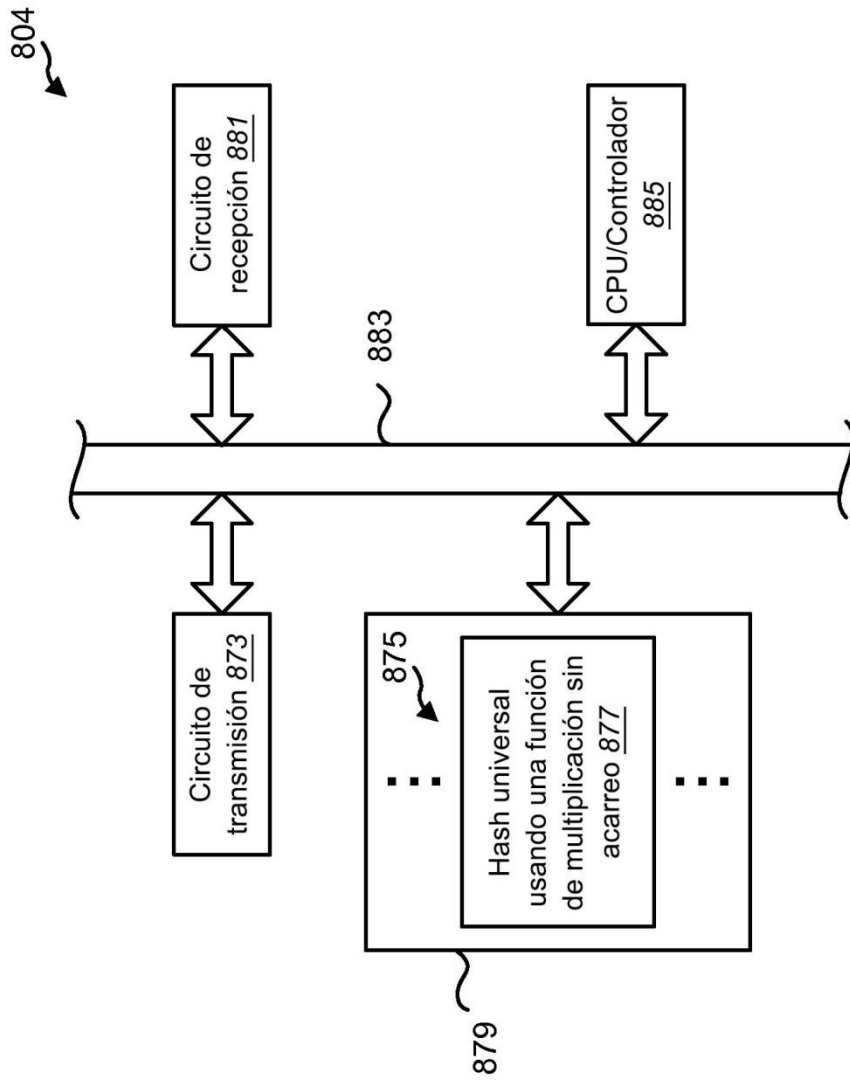 804
Circuito de
transmisión 873
Circuito de
recepción 881
883
875
Hash universal
usando una función
de multiplicación sin
acarreo 877
879
CPU/Controlador
885